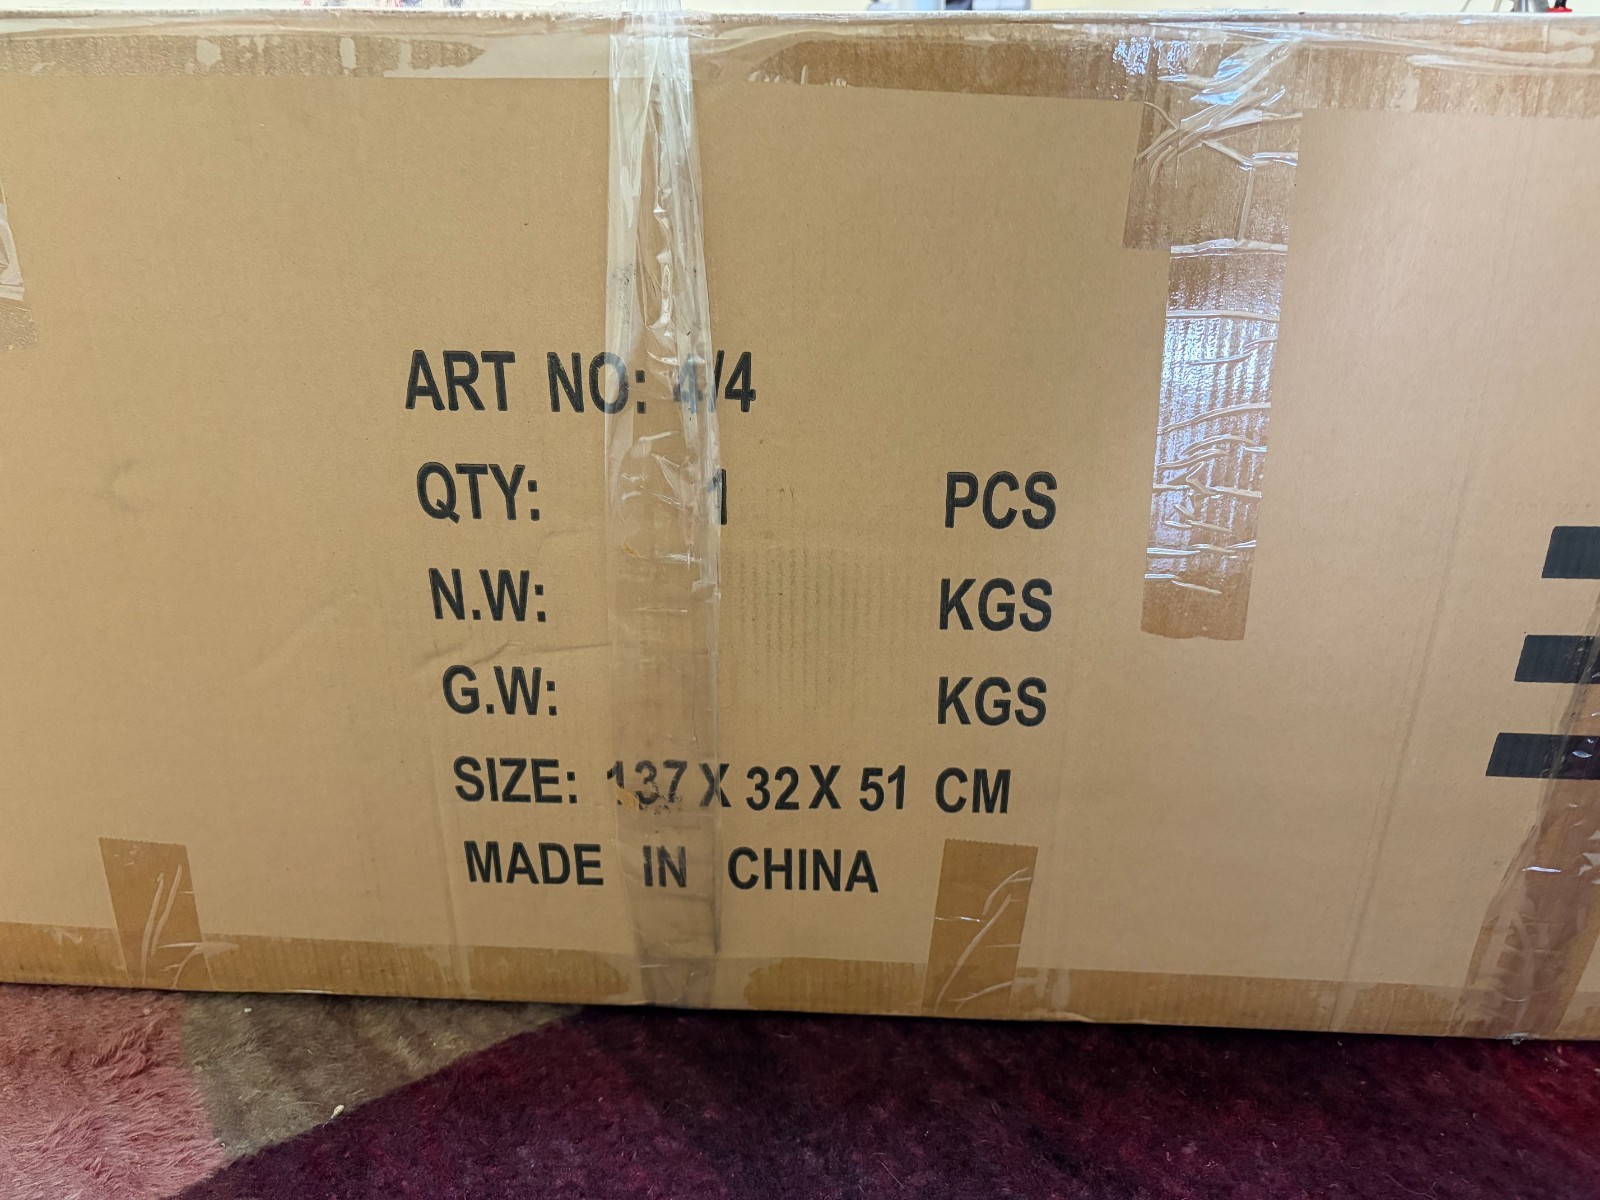 ART NO: 4/4
QTY: 1 PCS
N.W: KGS
G.W: KGS
SIZE: 137 X 32 X 51 CM
MADE IN CHINA